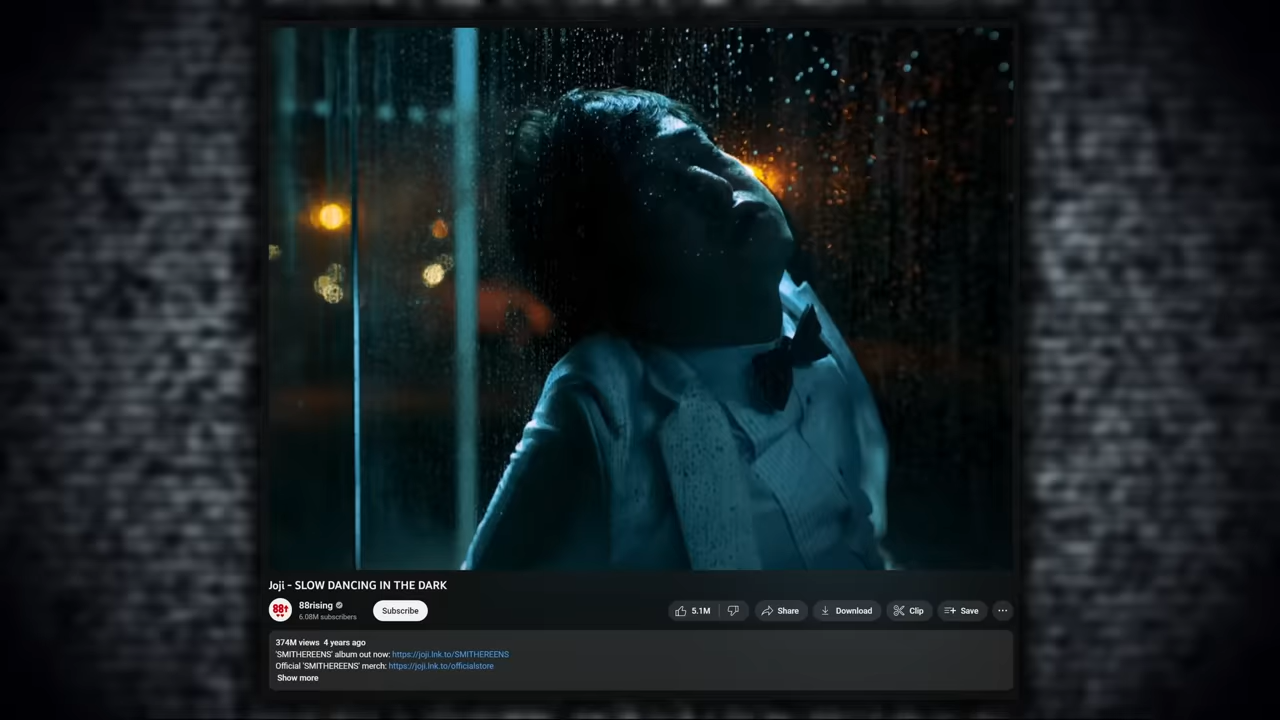 Joji - SLOW DANCING IN THE DARK
88rising
6.08M subscribers
Subscribe
5.1M
Share
Download
Clip
Save
374M views 4 years ago
'SMITHEREENS' album out now: https://joji.lnk.to/SMITHEREENS
Official 'SMITHEREENS' merch: https://joji.lnk.to/officialstore
Show more